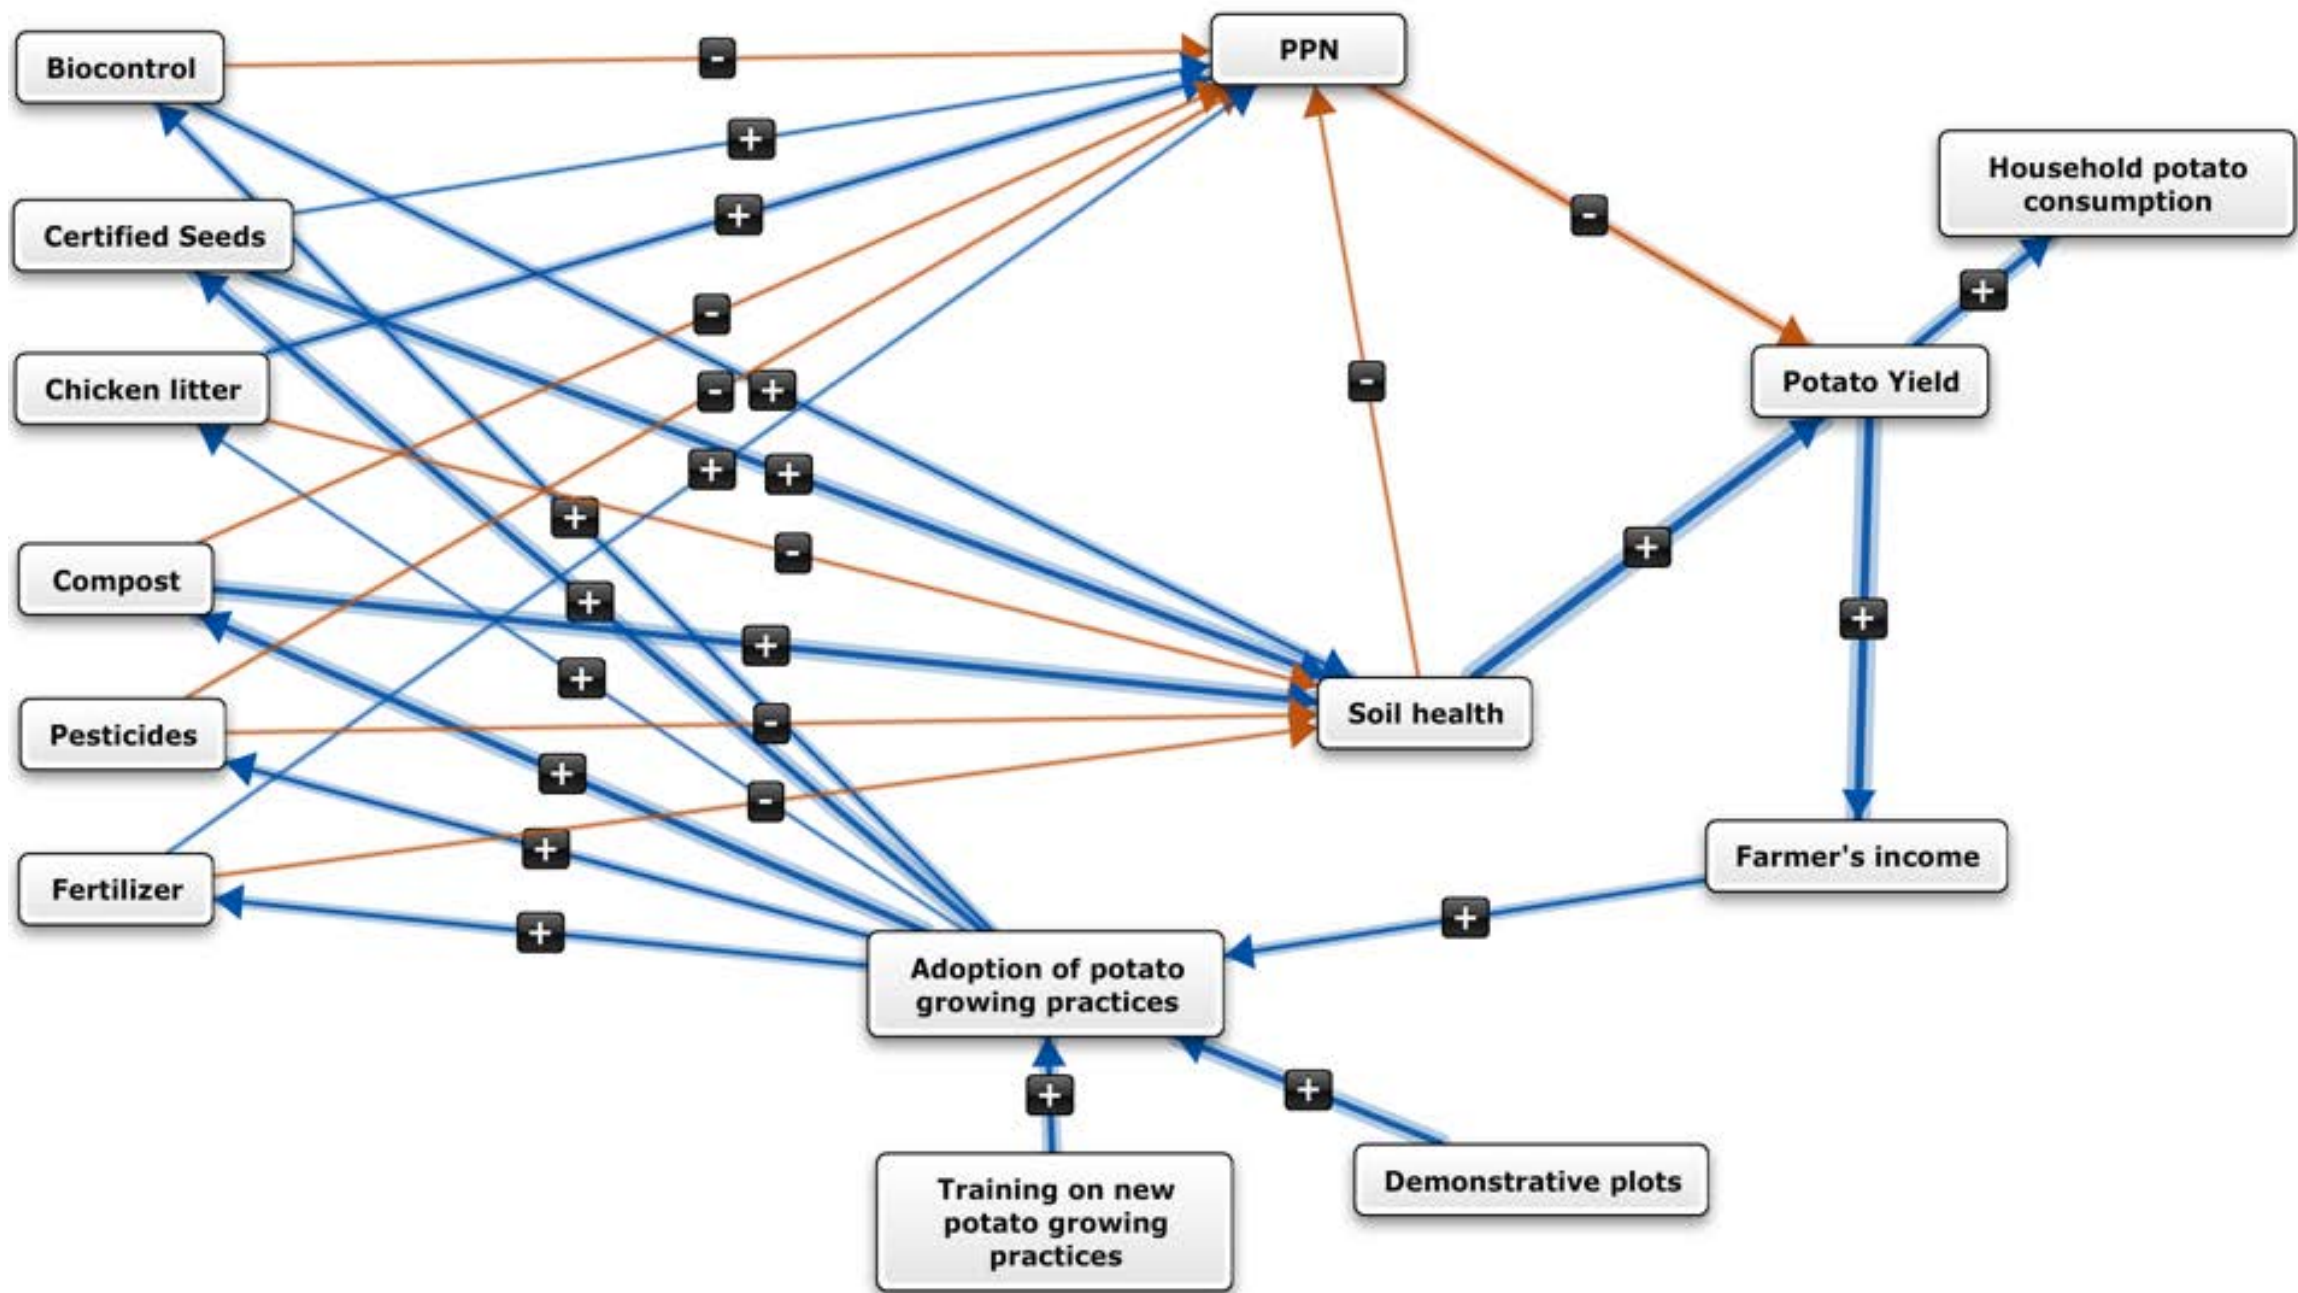 Biocontrol
PPN
-
+
Household potato
consumption
Certified Seeds
+
-
+
-
Chicken litter
-
+
-
Potato Yield
+
+
+
-
+
Compost
+
+
+
+
-
Soil health
Pesticides
+
-
+
Farmer's income
Fertilizer
+
+
Adoption of potato
growing practices
+
+
Training on new
potato growing
practices
Demonstrative plots